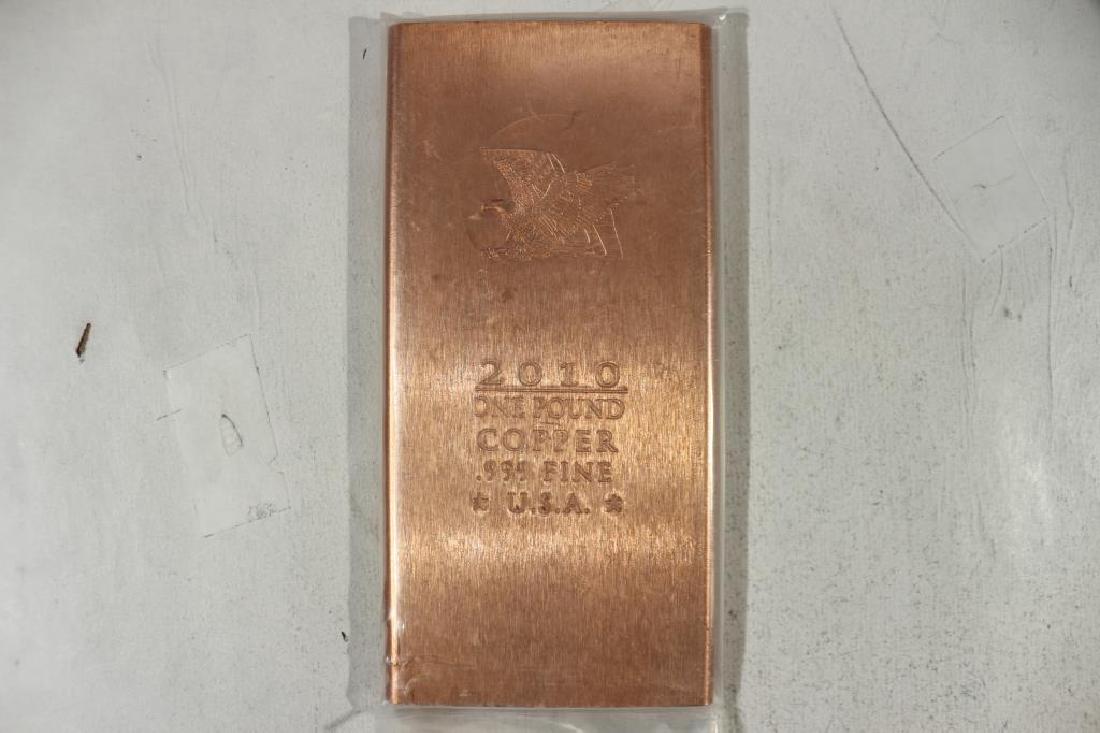 2010
ONE POUND
COPPER
.999 FINE
★ U.S.A. ★